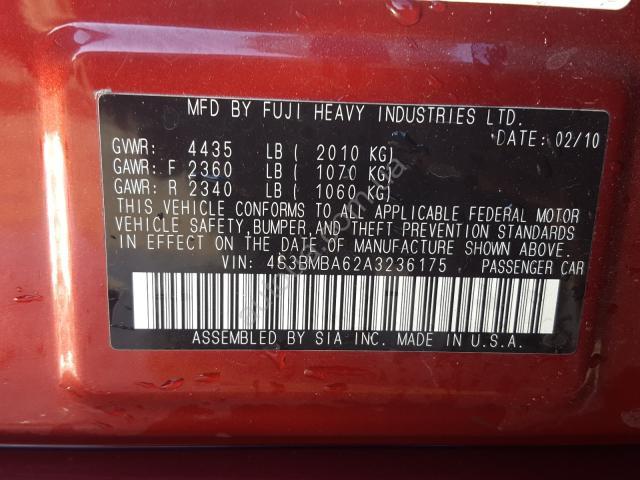 MFD BY FUJI HEAVY INDUSTRIES LTD.
DATE: 02/10
GVWR: 4435 LB ( 2010 KG)
GAWR: F 2360 LB ( 1070 KG)
GAWR: R 2340 LB ( 1060 KG)
THIS VEHICLE CONFORMS TO ALL APPLICABLE FEDERAL MOTOR
VEHICLE SAFETY, BUMPER, AND THEFT PREVENTION STANDARDS
IN EFFECT ON THE DATE OF MANUFACTURE SHOWN ABOVE.
VIN: 4S3BMBA62A3236175 PASSENGER CAR
ASSEMBLED BY SIA INC. MADE IN U.S.A.